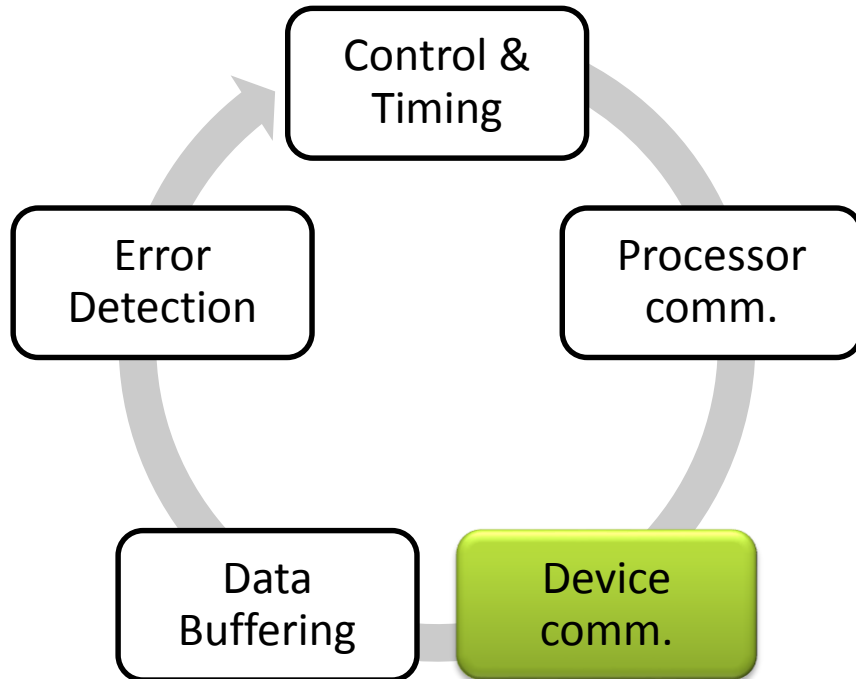 Control &
Timing
Processor
comm.
Device
comm.
Data
Buffering
Error
Detection